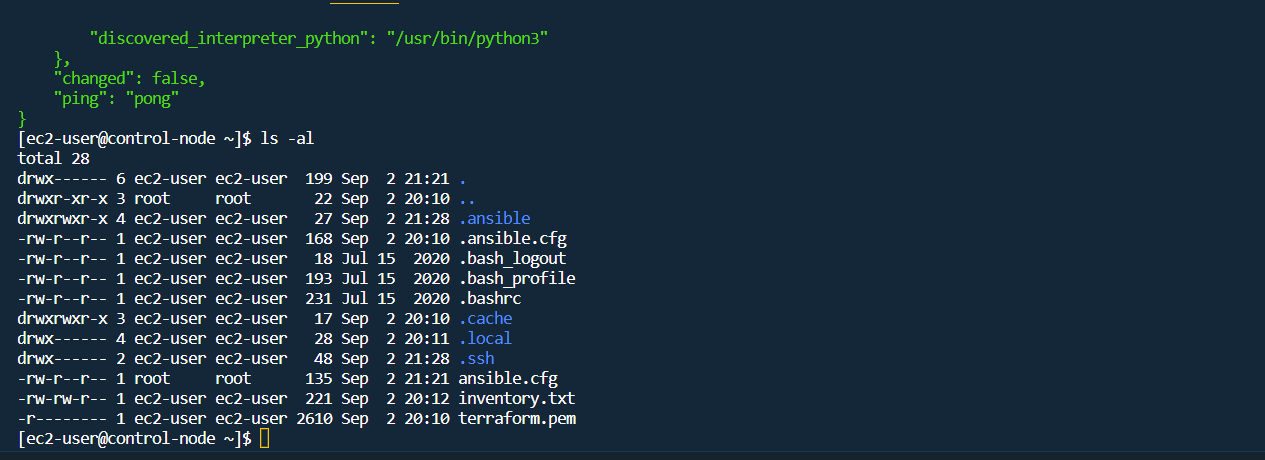 "discovered_interpreter_python": "/usr/bin/python3"
},
"changed": false,
"ping": "pong"
}
[ec2-user@control-node ~]$ ls -al
total 28
drwx------ 6 ec2-user ec2-user  199 Sep  2 21:21 .
drwxr-xr-x 3 root     root       22 Sep  2 20:10 ..
drwxrwxr-x 4 ec2-user ec2-user   27 Sep  2 21:28 .ansible
-rw-r--r-- 1 ec2-user ec2-user  168 Sep  2 20:10 .ansible.cfg
-rw-r--r-- 1 ec2-user ec2-user   18 Jul 15  2020 .bash_logout
-rw-r--r-- 1 ec2-user ec2-user  193 Jul 15  2020 .bash_profile
-rw-r--r-- 1 ec2-user ec2-user  231 Jul 15  2020 .bashrc
drwxrwxr-x 3 ec2-user ec2-user   17 Sep  2 20:10 .cache
drwx------ 4 ec2-user ec2-user   28 Sep  2 20:11 .local
drwx------ 2 ec2-user ec2-user   48 Sep  2 21:28 .ssh
-rw-r--r-- 1 root     root      135 Sep  2 21:21 ansible.cfg
-rw-rw-r-- 1 ec2-user ec2-user  221 Sep  2 20:12 inventory.txt
-r-------- 1 ec2-user ec2-user 2610 Sep  2 20:10 terraform.pem
[ec2-user@control-node ~]$